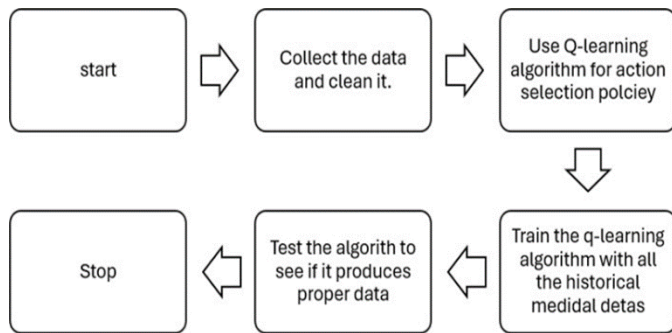 start
Collect the data
and clean it.
Use Q-learning
algorithm for action
selection polciey
Train the q-learning
algorithm with all
the historical
medidal detas
Test the algorith to
see if it produces
proper data
Stop